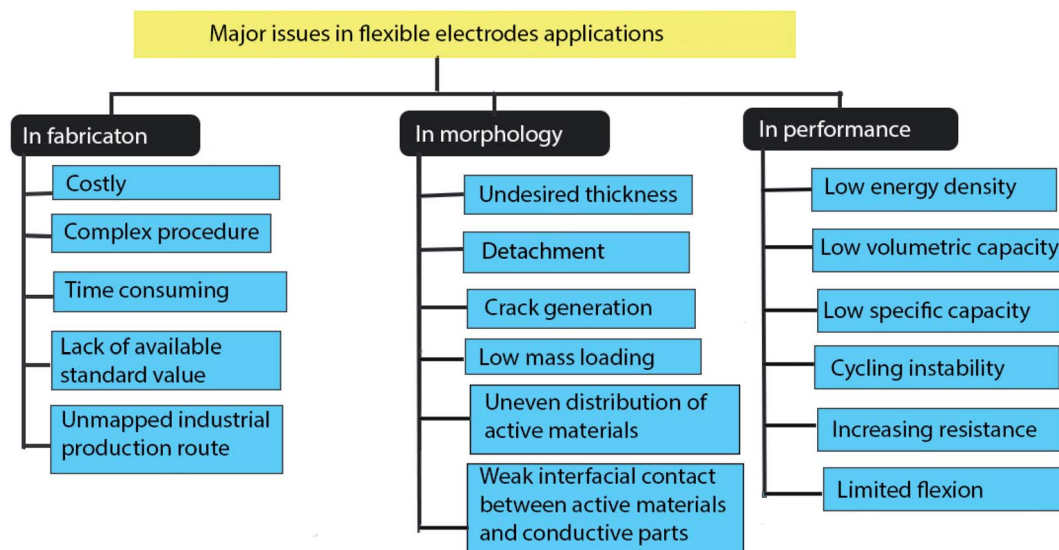 Major issues in flexible electrodes applications
In fabricaton
Costly
Complex procedure
Time consuming
Lack of available
standard value
Unmapped industrial
production route
In morphology
Undesired thickness
Detachment
Crack generation
Low mass loading
Uneven distribution of
active materials
Weak interfacial contact
between active materials
and conductive parts
In performance
Low energy density
Low volumetric capacity
Low specific capacity
Cycling instability
Increasing resistance
Limited flexion